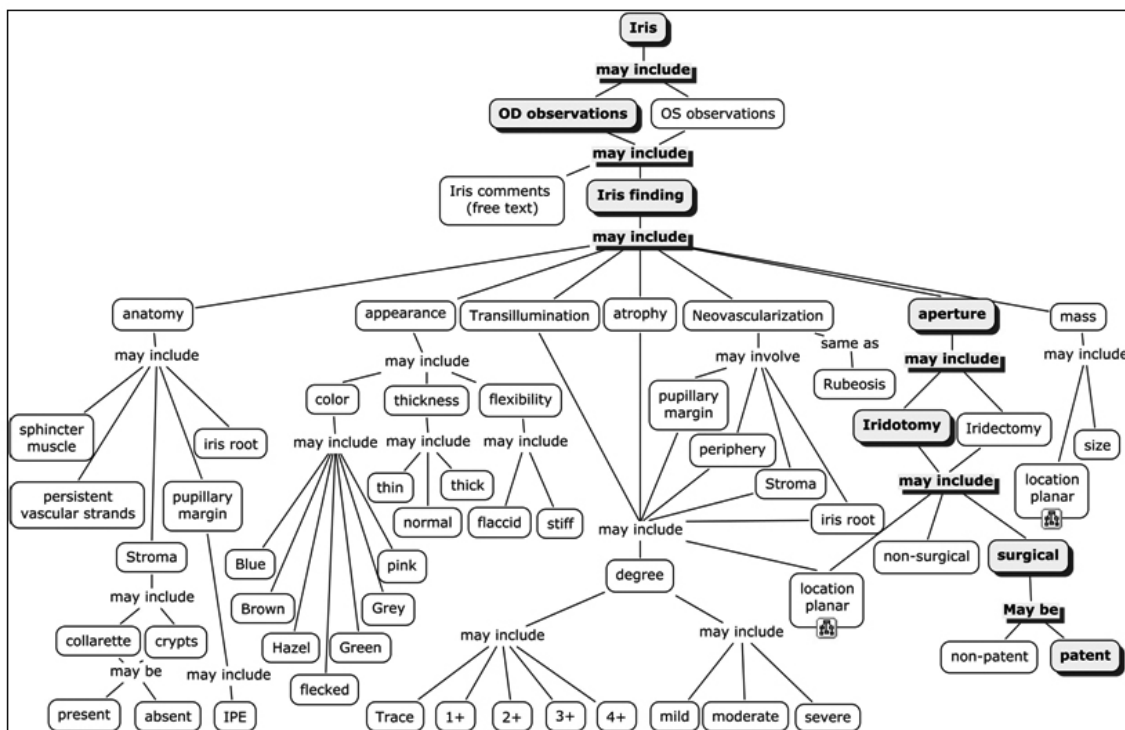 Iris
may include
OD observations
OS observations
may include
Iris comments
(free text)
Iris finding
may include
anatomy
appearance
Transillumination
atrophy
Neovascularization
aperture
mass
may include
may include
may involve
same as
may include
may include
Rubeosis
color
thickness
flexibility
pupillary
margin
Iridotomy
Iridectomy
size
sphincter
muscle
iris root
may include
may include
may include
periphery
may include
location
planar
persistent
vascular strands
pupillary
margin
thin
thick
normal
flaccid
stiff
Stroma
iris root
may include
non-surgical
surgical
Stroma
Blue
pink
degree
location
planar
may include
Brown
Grey
May be
collarette
crypts
Hazel
Green
may include
may include
non-patent
patent
may be
may include
flecked
present
absent
IPE
Trace
1+
2+
3+
4+
mild
moderate
severe